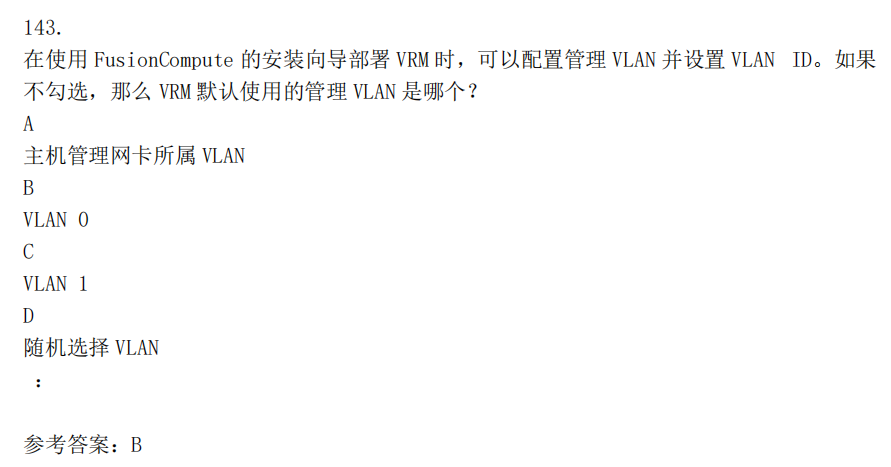 143.
在使用 FusionCompute 的安装向导部署 VRM 时，可以配置管理 VLAN 并设置 VLAN ID。如果
不勾选，那么 VRM 默认使用的管理 VLAN 是哪个？
A
主机管理网卡所属 VLAN
B
VLAN 0
C
VLAN 1
D
随机选择 VLAN
：
参考答案：B